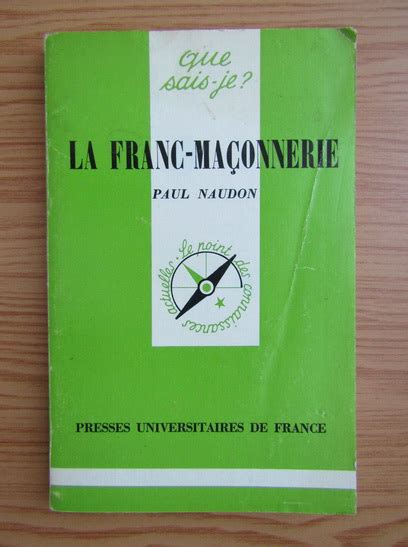 que
sais-je?
LA FRANC-MAÇONNERIE
PAUL NAUDON
Le point des connaissances actuelles.
PRESSES UNIVERSITAIRES DE FRANCE